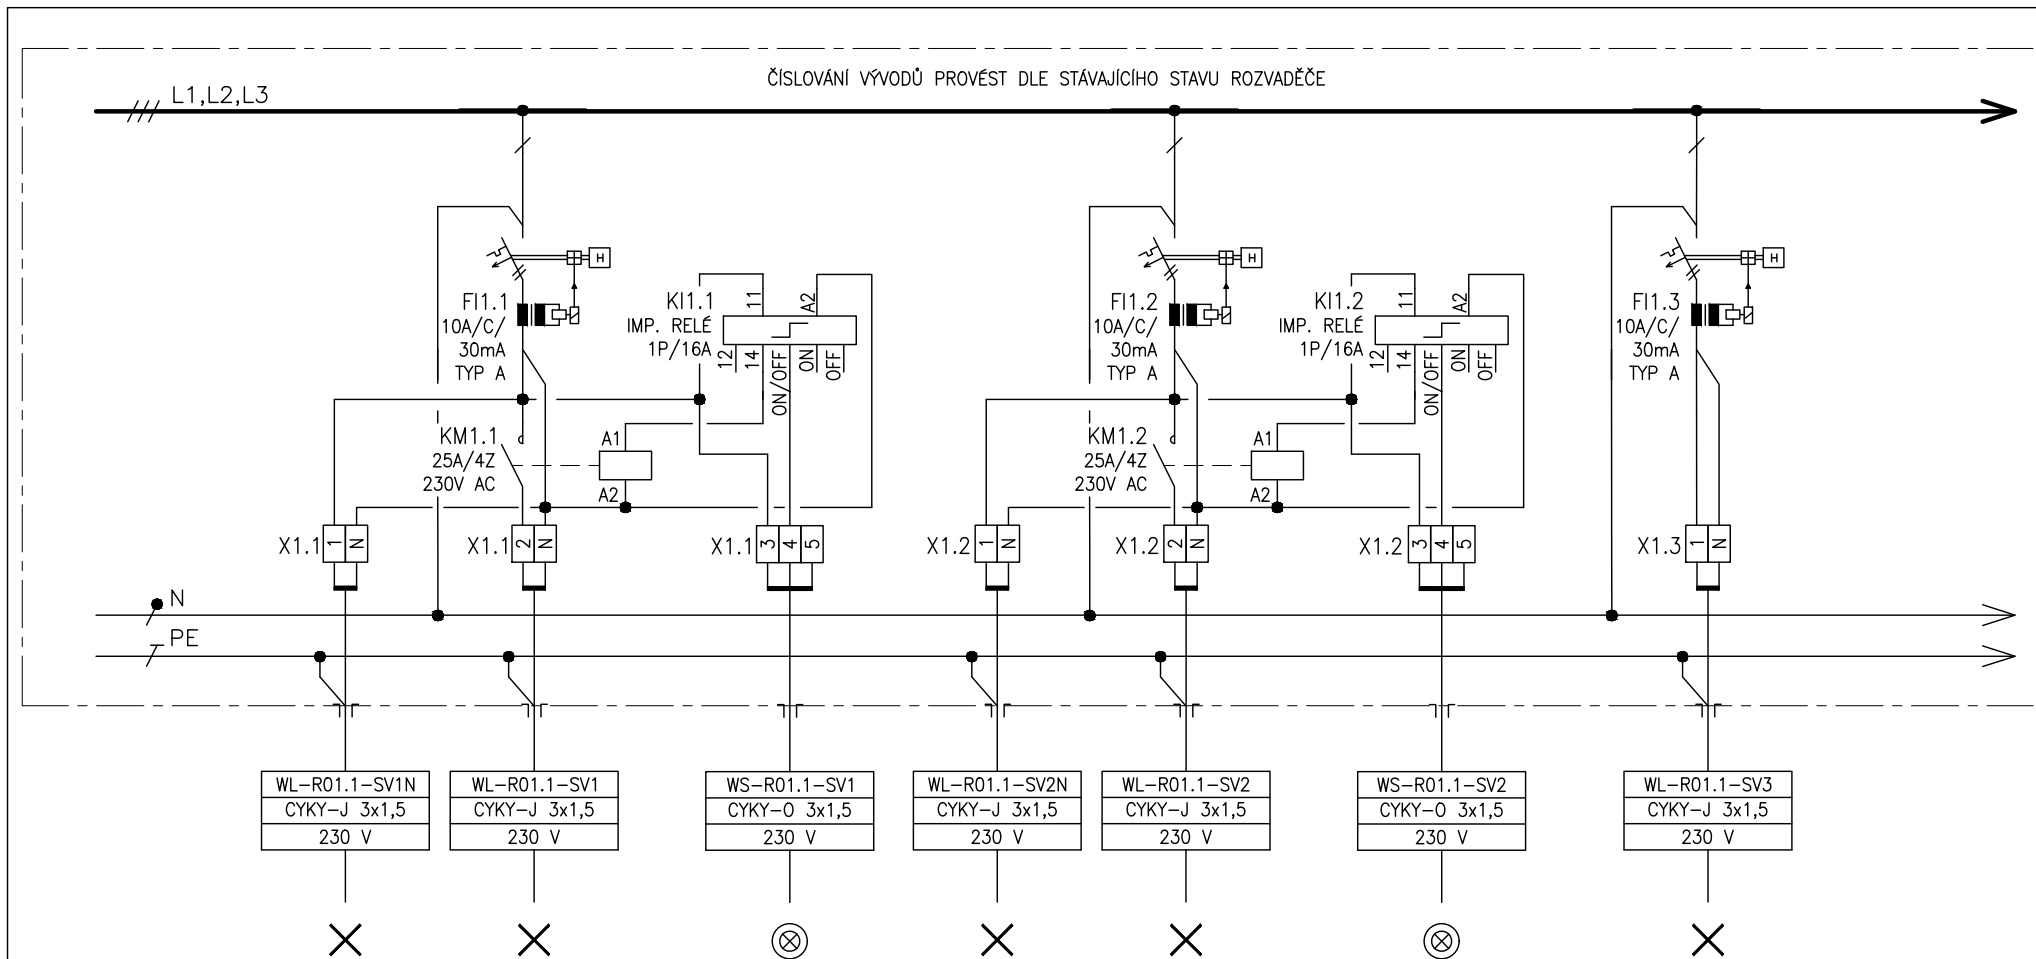 ČÍSLOVÁNÍ VÝVODŮ PROVÉST DLE STÁVAJÍCÍHO STAVU ROZVADĚČE
L1,L2,L3
H
H
H
FI1.1
10A/C/
30mA
TYP A
KI1.1
IMP. RELÉ
1P/16A
11
A2
12
14
ON/OFF
ON
OFF
FI1.2
10A/C/
30mA
TYP A
KI1.2
IMP. RELÉ
1P/16A
11
A2
12
14
ON/OFF
ON
OFF
FI1.3
10A/C/
30mA
TYP A
KM1.1
25A/4Z
230V AC
A1
A2
KM1.2
25A/4Z
230V AC
A1
A2
X1.1 1 N
X1.1 2 N
X1.1 3 4 5
X1.2 1 N
X1.2 2 N
X1.2 3 4 5
X1.3 1 N
N
PE
WL-R01.1-SV1N
CYKY-J 3x1,5
230 V
WL-R01.1-SV1
CYKY-J 3x1,5
230 V
WS-R01.1-SV1
CYKY-O 3x1,5
230 V
WL-R01.1-SV2N
CYKY-J 3x1,5
230 V
WL-R01.1-SV2
CYKY-J 3x1,5
230 V
WS-R01.1-SV2
CYKY-O 3x1,5
230 V
WL-R01.1-SV3
CYKY-J 3x1,5
230 V